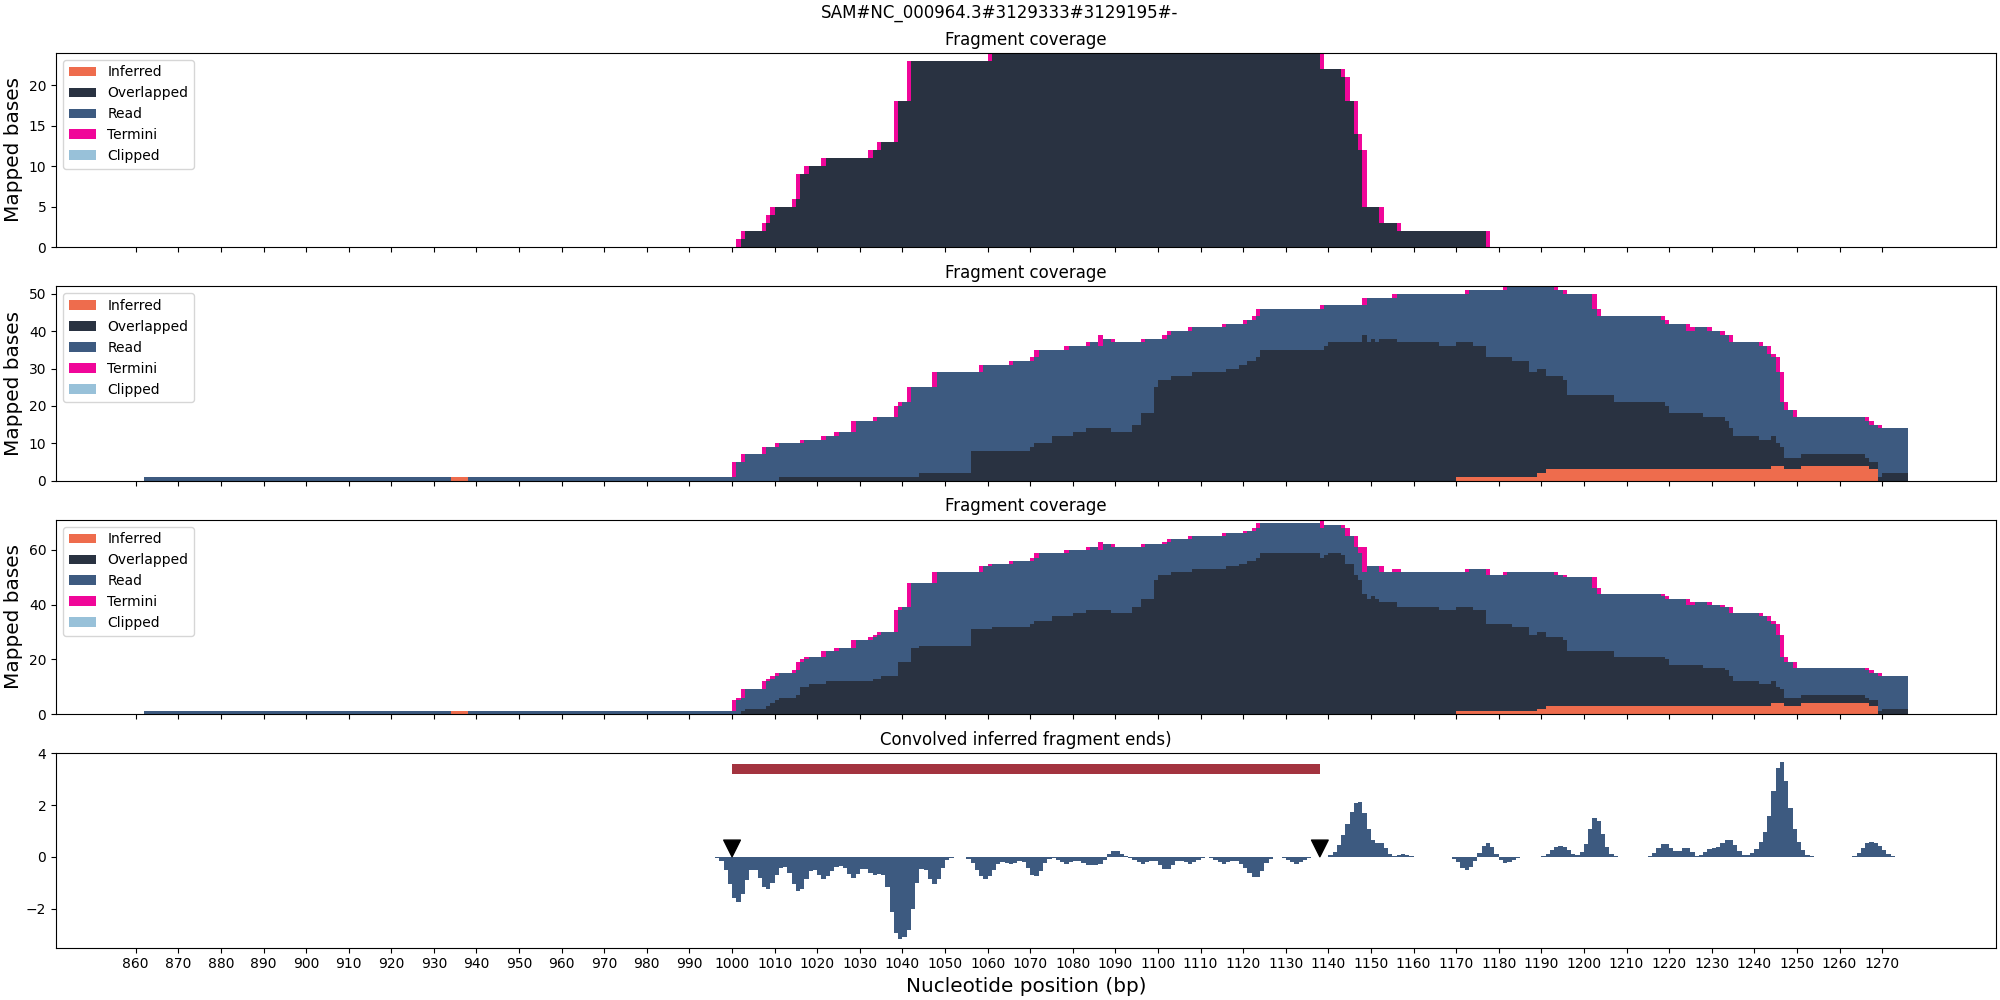 SAM#NC_000964.3#3129333#3129195#-
Fragment coverage
Mapped bases
20
15
10
5
0
Inferred
Overlapped
Read
Termini
Clipped
Fragment coverage
Mapped bases
50
40
30
20
10
0
Inferred
Overlapped
Read
Termini
Clipped
Fragment coverage
Mapped bases
60
40
20
0
Inferred
Overlapped
Read
Termini
Clipped
Convolved inferred fragment ends)
4
2
0
−2
860 870 880 890 900 910 920 930 940 950 960 970 980 990 1000 1010 1020 1030 1040 1050 1060 1070 1080 1090 1100 1110 1120 1130 1140 1150 1160 1170 1180 1190 1200 1210 1220 1230 1240 1250 1260 1270
Nucleotide position (bp)